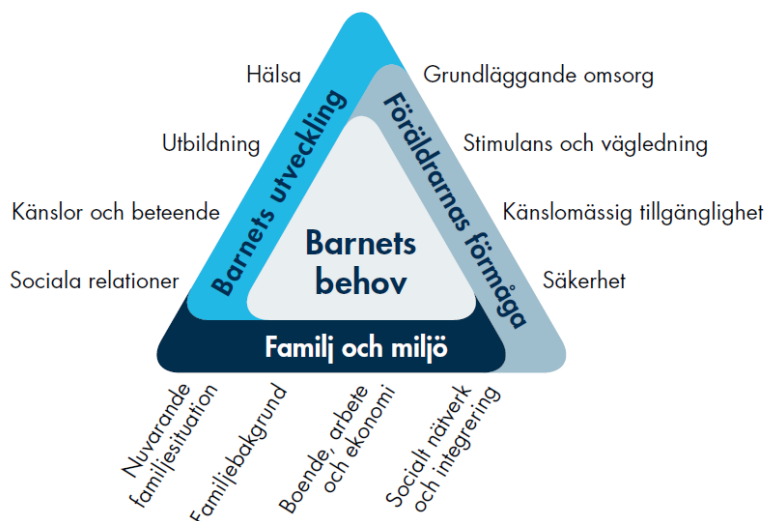 Hälsa
Utbildning
Känslor och beteende
Sociala relationer
Barnets utveckling
Grundläggande omsorg
Stimulans och vägledning
Känslomässig tillgänglighet
Säkerhet
Föräldrarnas förmåga
Barnets
behov
Familj och miljö
Nuvarande
familjesituation
Familjebakgrund
Boende, arbete
och ekonomi
Socialt nätverk
och integrering